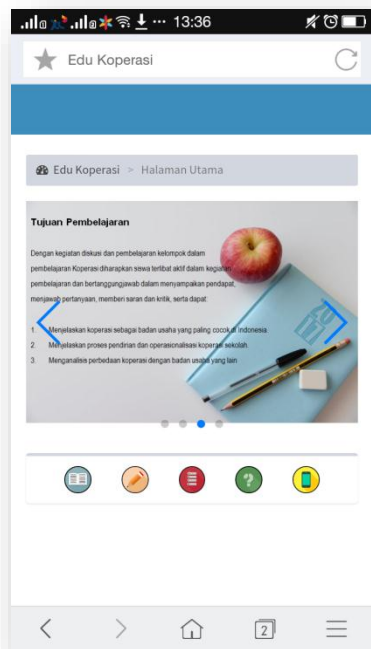 13:36
Edu Koperasi
Edu Koperasi > Halaman Utama
Tujuan Pembelajaran
Dengan kegiatan diskusi dan pembelajaran kelompok dalam
pembelajaran Koperasi diharapkan sewa terlibat aktif dalam kegiatan
pembelajaran dan bertanggungjawab dalam menyampaikan pendapat,
menjawab pertanyaan, memberi saran dan kritik, serta dapat:
1. Menjelaskan koperasi sebagai badan usaha yang paling cocok di Indonesia.
2. Menjelaskan proses pendirian dan operasionalisasi koperasi sekolah.
3. Menganalisis perbedaan koperasi dengan badan usaha yang lain
?
2